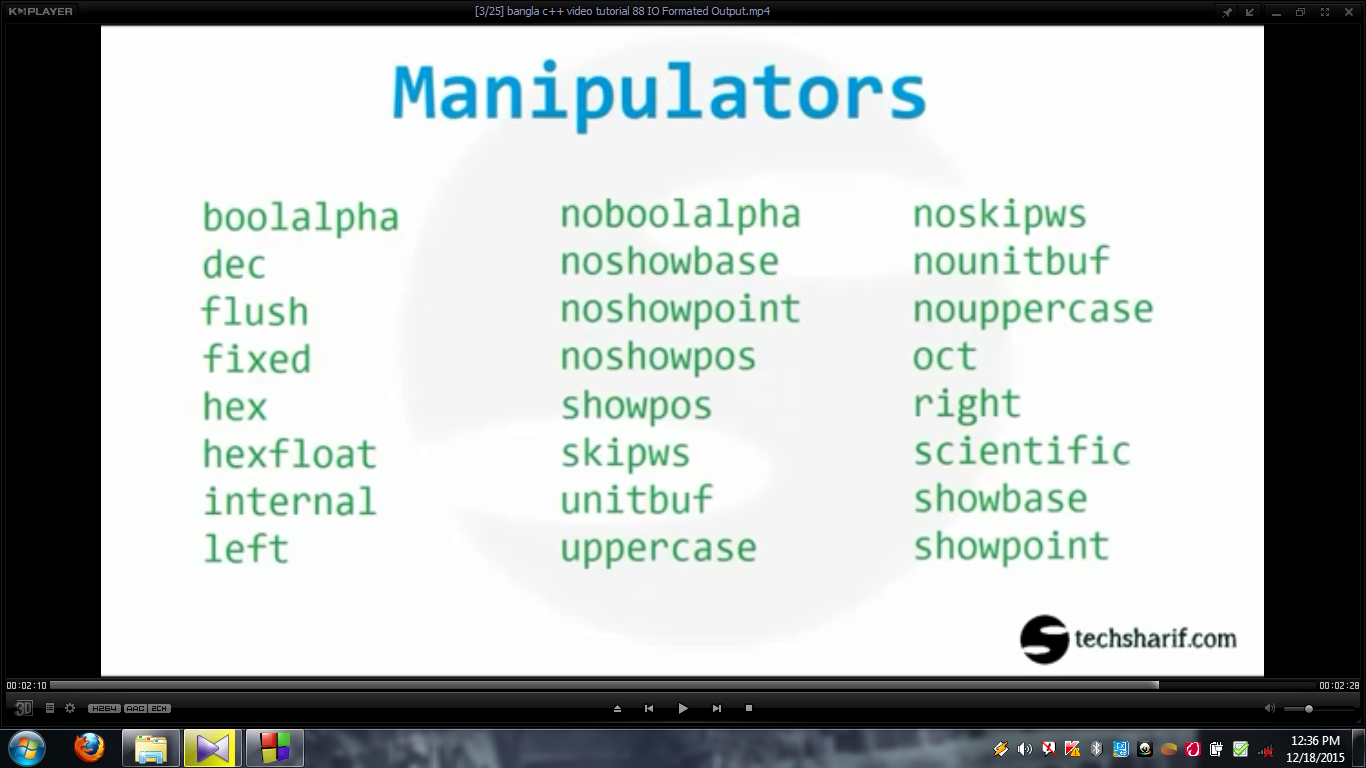 KMPLAYER
[3/25] bangla c++ video tutorial 88 IO Formated Output.mp4
Manipulators
boolalpha
dec
flush
fixed
hex
hexfloat
internal
left
noboolalpha
noshowbase
noshowpoint
noshowpos
showpos
skipws
unitbuf
uppercase
noskipws
nounitbuf
nouppercase
oct
right
scientific
showbase
showpoint
techsharif.com
00:02:10
00:02:28
3D
H264 AAC 2CH
12:36 PM
12/18/2015